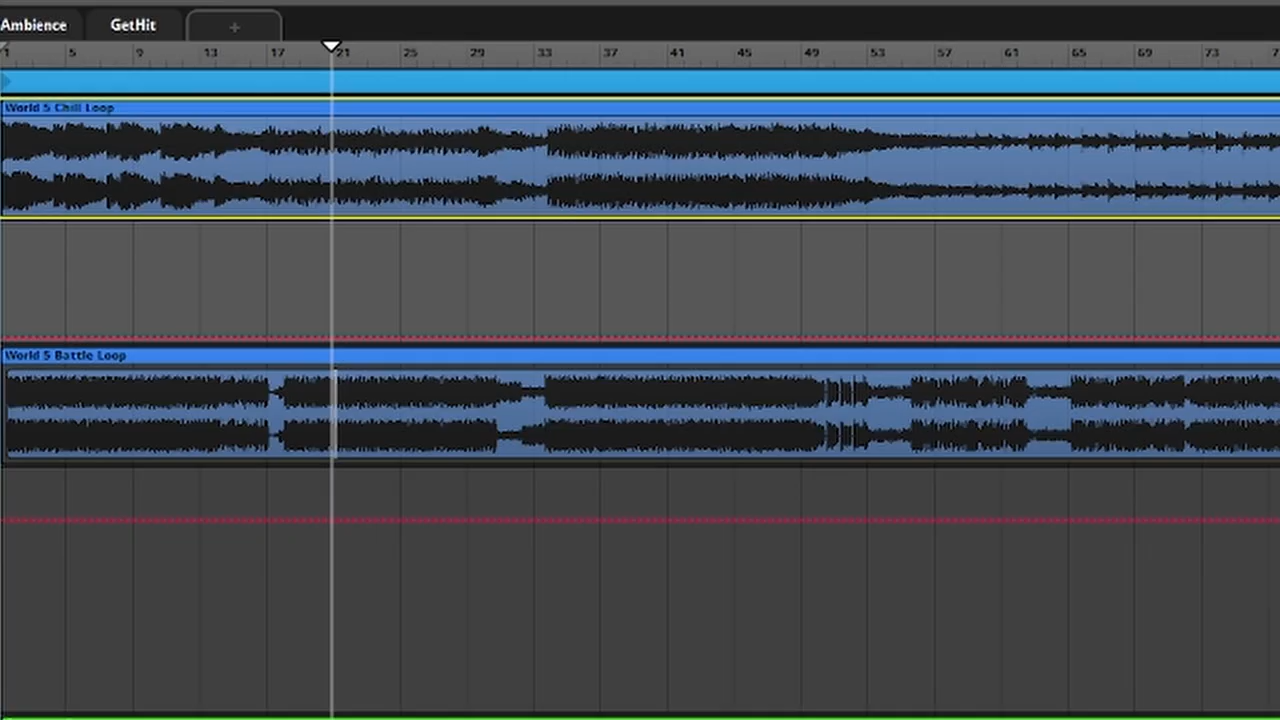 Ambience GetHit +
1 5 9 13 17 21 25 29 33 37 41 45 49 53 57 61 65 69 73
World 5 Chill Loop
World 5 Battle Loop